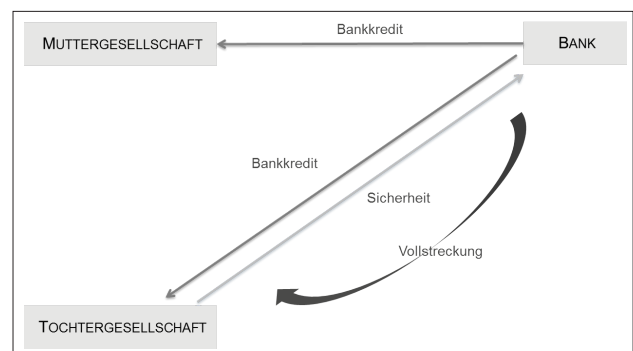 Bankkredit
MUTTERGESELLSCHAFT
BANK
Bankkredit
Sicherheit
Vollstreckung
TOCHTERGESELLSCHAFT